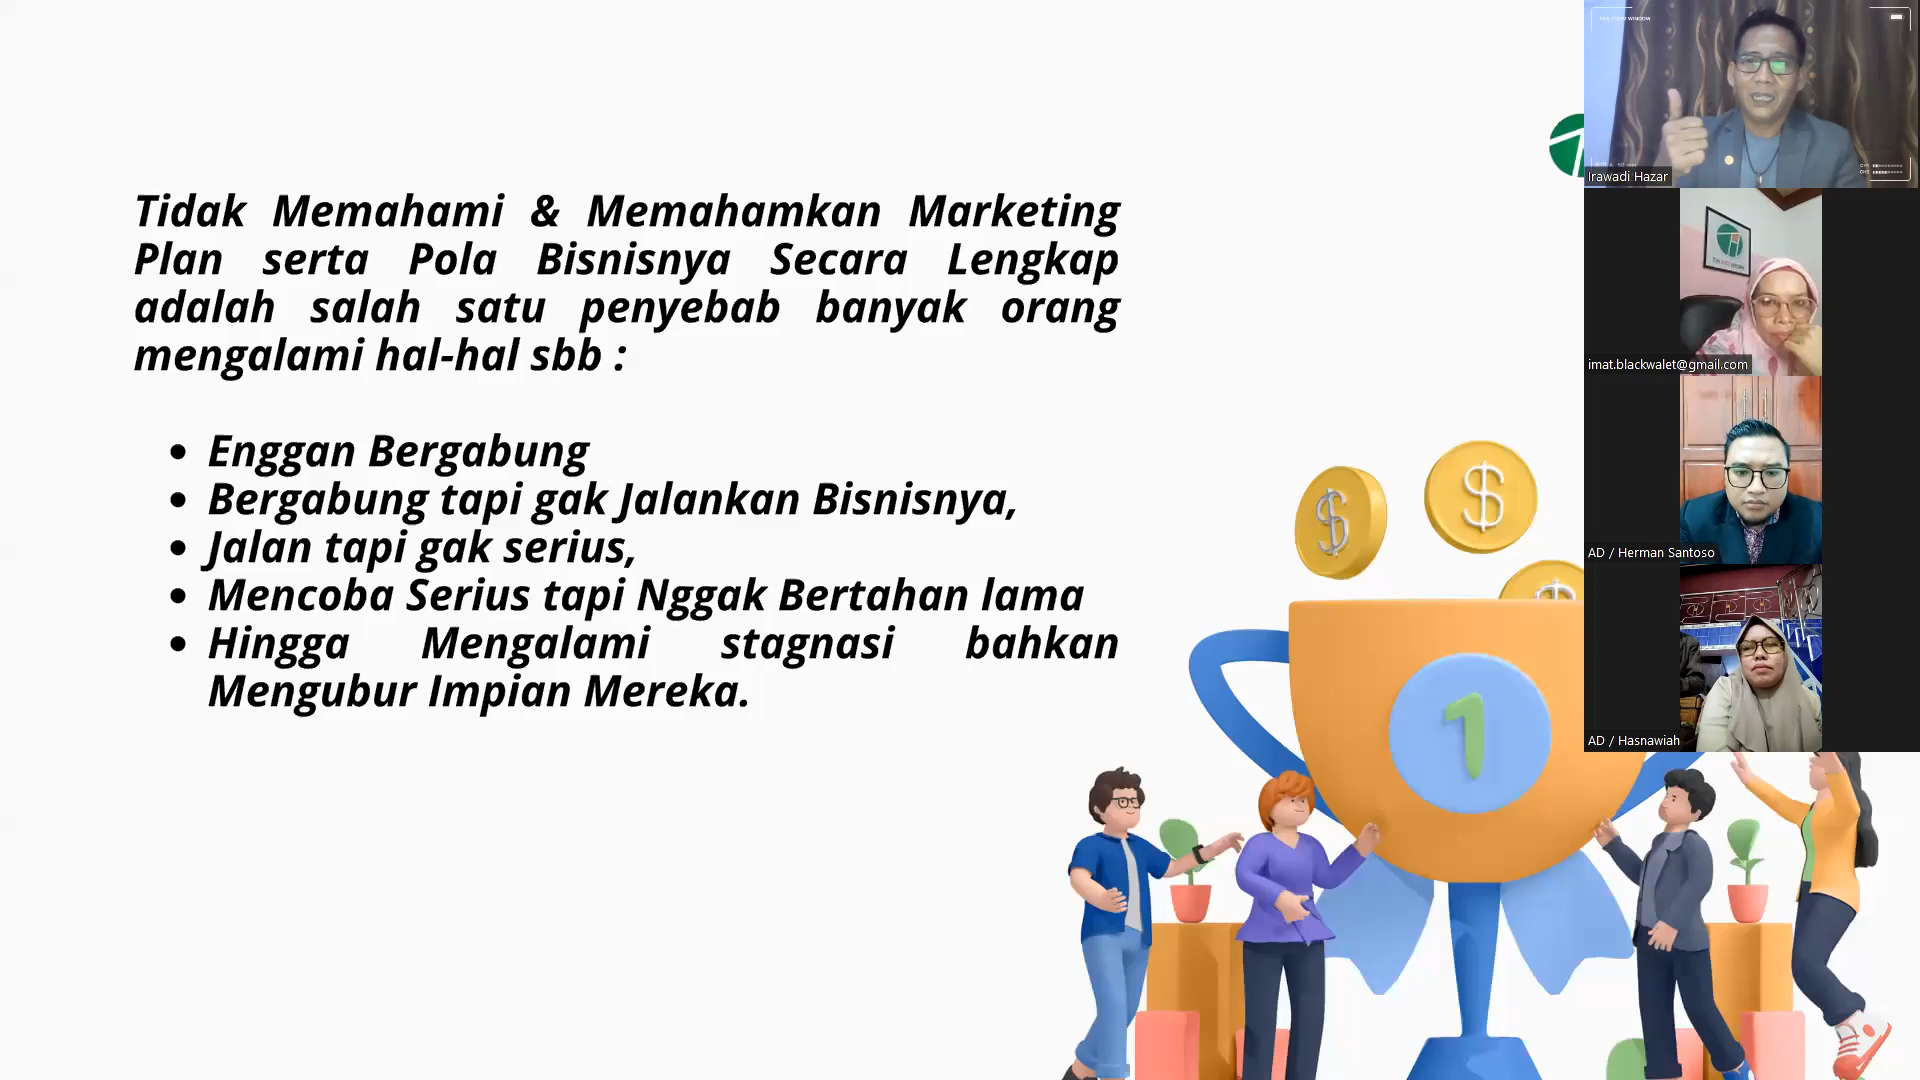 Tidak Memahami & Memahamkan Marketing
Plan serta Pola Bisnisnya Secara Lengkap
adalah salah satu penyebab banyak orang
mengalami hal-hal sbb :
• Enggan Bergabung
• Bergabung tapi gak Jalankan Bisnisnya,
• Jalan tapi gak serius,
• Mencoba Serius tapi Nggak Bertahan lama
• Hingga Mengalami stagnasi bahkan
Mengubur Impian Mereka.
1
Irawadi Hazar
imat.blackwalet@gmail.com
AD / Herman Santoso
AD / Hasnawiah